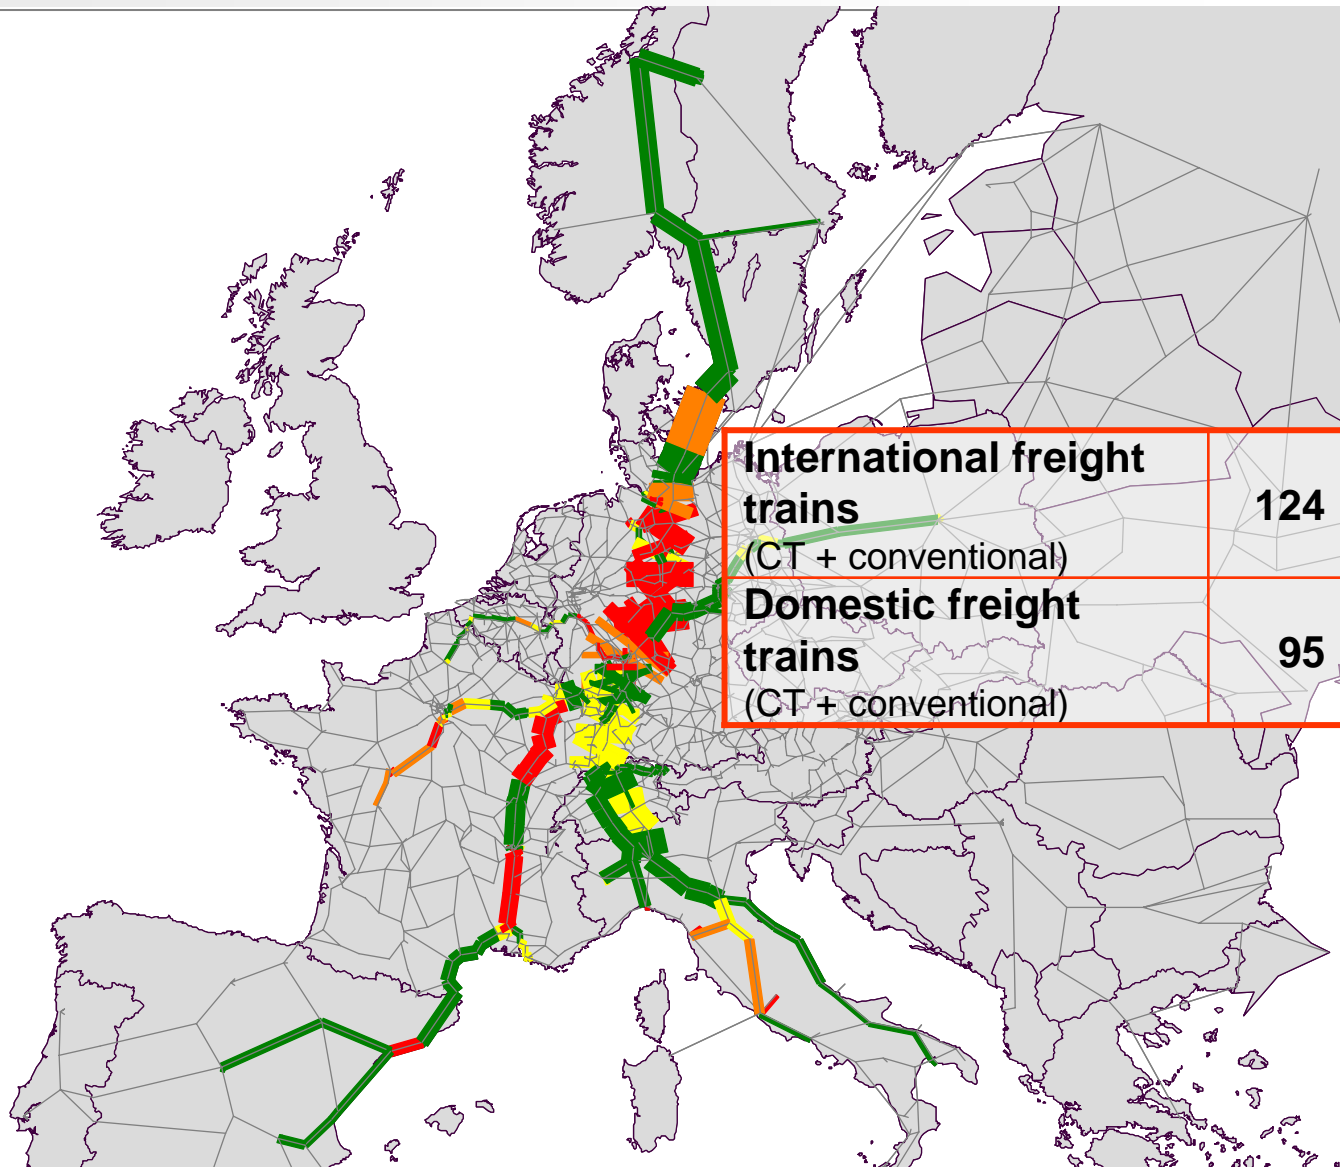 International freight
trains
(CT + conventional)
124
Domestic freight
trains
(CT + conventional)
95